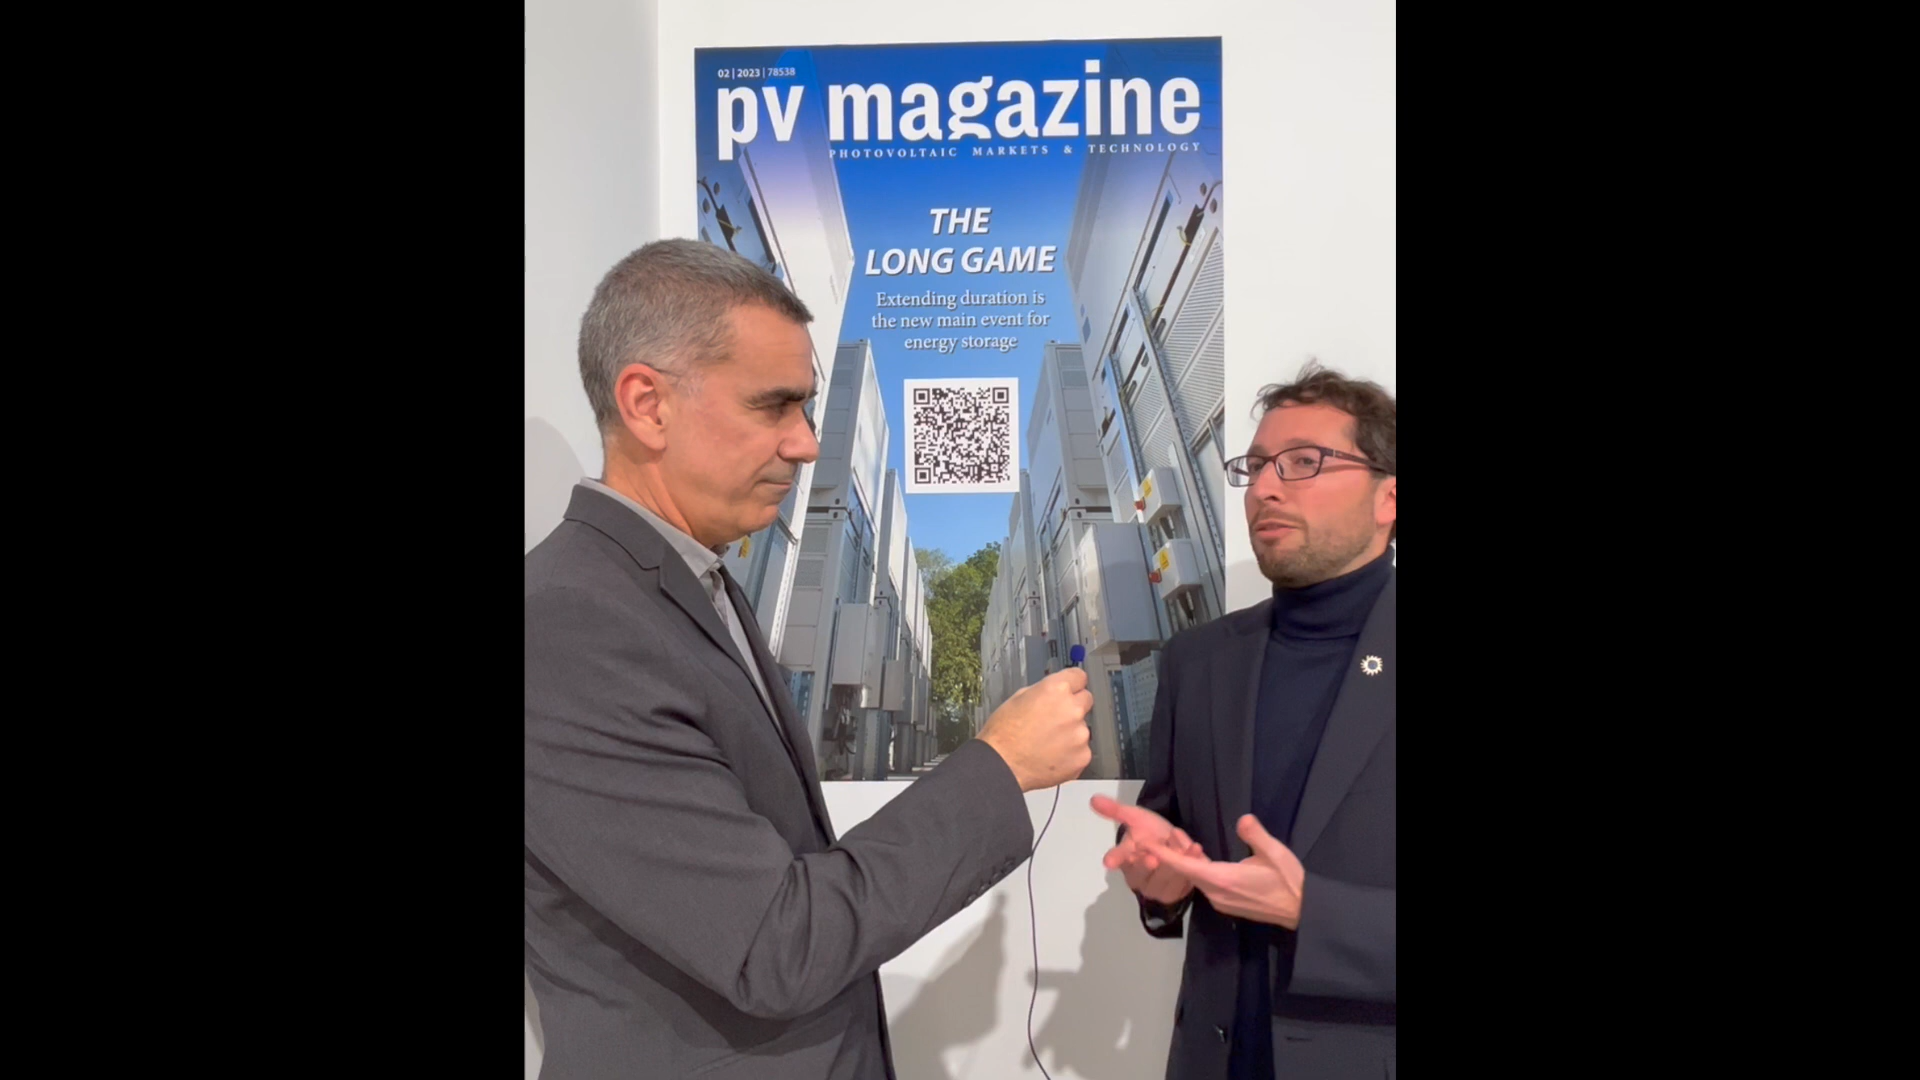 02 | 2023 | 78538
pv magazine
PHOTOVOLTAIC MARKETS & TECHNOLOGY
THE
LONG GAME
Extending duration is
the new main event for
energy storage